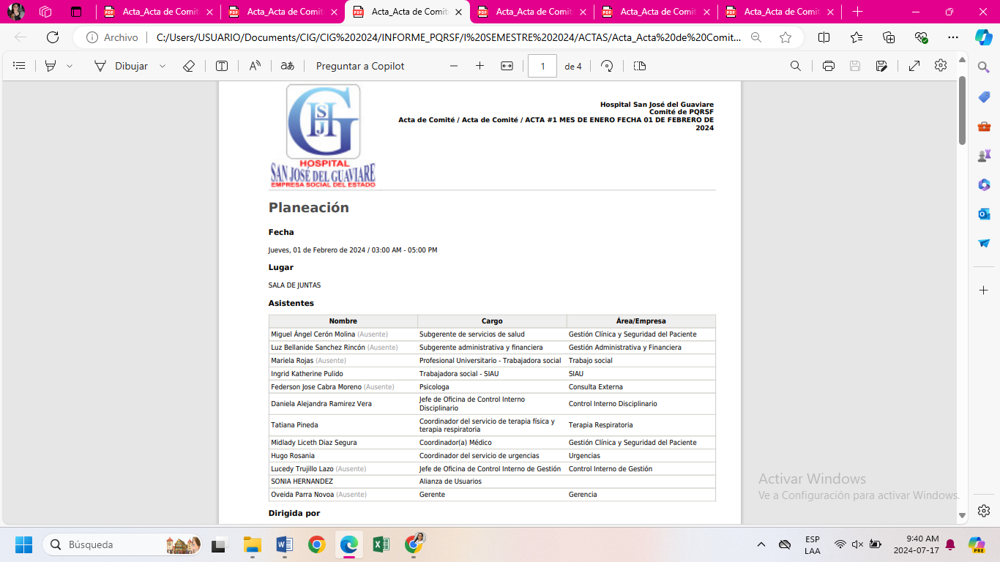 Acta_Acta de Comit
Acta_Acta de Comit
Acta_Acta de Comit
Acta_Acta de Comit
Acta_Acta de Comit
Acta_Acta de Comit
Archivo
C:/Users/USUARIO/Documents/CIG/CIG%202024/INFORME_PQRSF/I%20SEMESTRE%202024/ACTAS/Acta_Acta%20de%20Comit...
Dibujar
Preguntar a Copilot
1 de 4
HSJG
HOSPITAL
SAN JOSÉ DEL GUAVIARE
EMPRESA SOCIAL DEL ESTADO
Hospital San José del Guaviare
Comité de PQRSF
Acta de Comité / Acta de Comité / ACTA #1 MES DE ENERO FECHA 01 DE FEBRERO DE
2024
Planeación
Fecha
Jueves, 01 de Febrero de 2024 / 03:00 AM - 05:00 PM
Lugar
SALA DE JUNTAS
Asistentes
Nombre Cargo Área/Empresa
Miguel Ángel Cerón Molina (Ausente) Subgerente de servicios de salud Gestión Clínica y Seguridad del Paciente
Luz Bellanide Sanchez Rincón (Ausente) Subgerente administrativa y financiera Gestión Administrativa y Financiera
Mariela Rojas (Ausente) Profesional Universitario - Trabajadora social Trabajo social
Ingrid Katherine Pulido Trabajadora social - SIAU SIAU
Federson Jose Cabra Moreno (Ausente) Psicologa Consulta Externa
Daniela Alejandra Ramirez Vera Jefe de Oficina de Control Interno
Disciplinario Control Interno Disciplinario
Tatiana Pineda Coordinador del servicio de terapia física y
terapia respiratoria Terapia Respiratoria
Midlady Liceth Diaz Segura Coordinador(a) Médico Gestión Clínica y Seguridad del Paciente
Hugo Rosania Coordinador del servicio de urgencias Urgencias
Lucedy Trujillo Lazo (Ausente) Jefe de Oficina de Control Interno de Gestión Control Interno de Gestión
SONIA HERNANDEZ Alianza de Usuarios
Oveida Parra Novoa (Ausente) Gerente Gerencia
Dirigida por
Activar Windows
Ve a Configuración para activar Windows.
Búsqueda
ESP
LAA
9:40 AM
2024-07-17
PRE